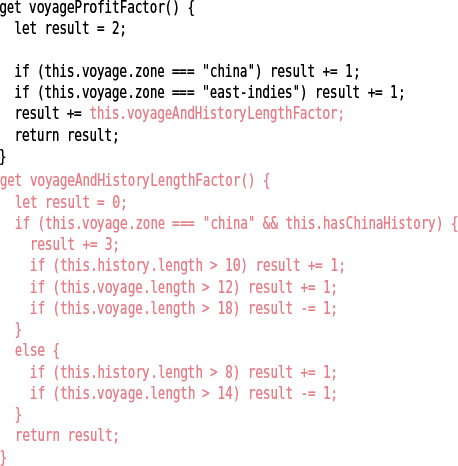 get voyageProfitFactor() {
  let result = 2;

  if (this.voyage.zone === "china") result += 1;
  if (this.voyage.zone === "east-indies") result += 1;
  result += this.voyageAndHistoryLengthFactor;
  return result;
}
get voyageAndHistoryLengthFactor() {
  let result = 0;
  if (this.voyage.zone === "china" && this.hasChinaHistory) {
    result += 3;
    if (this.history.length > 10) result += 1;
    if (this.voyage.length > 12) result += 1;
    if (this.voyage.length > 18) result -= 1;
  }
  else {
    if (this.history.length > 8) result += 1;
    if (this.voyage.length > 14) result -= 1;
  }
  return result;
}